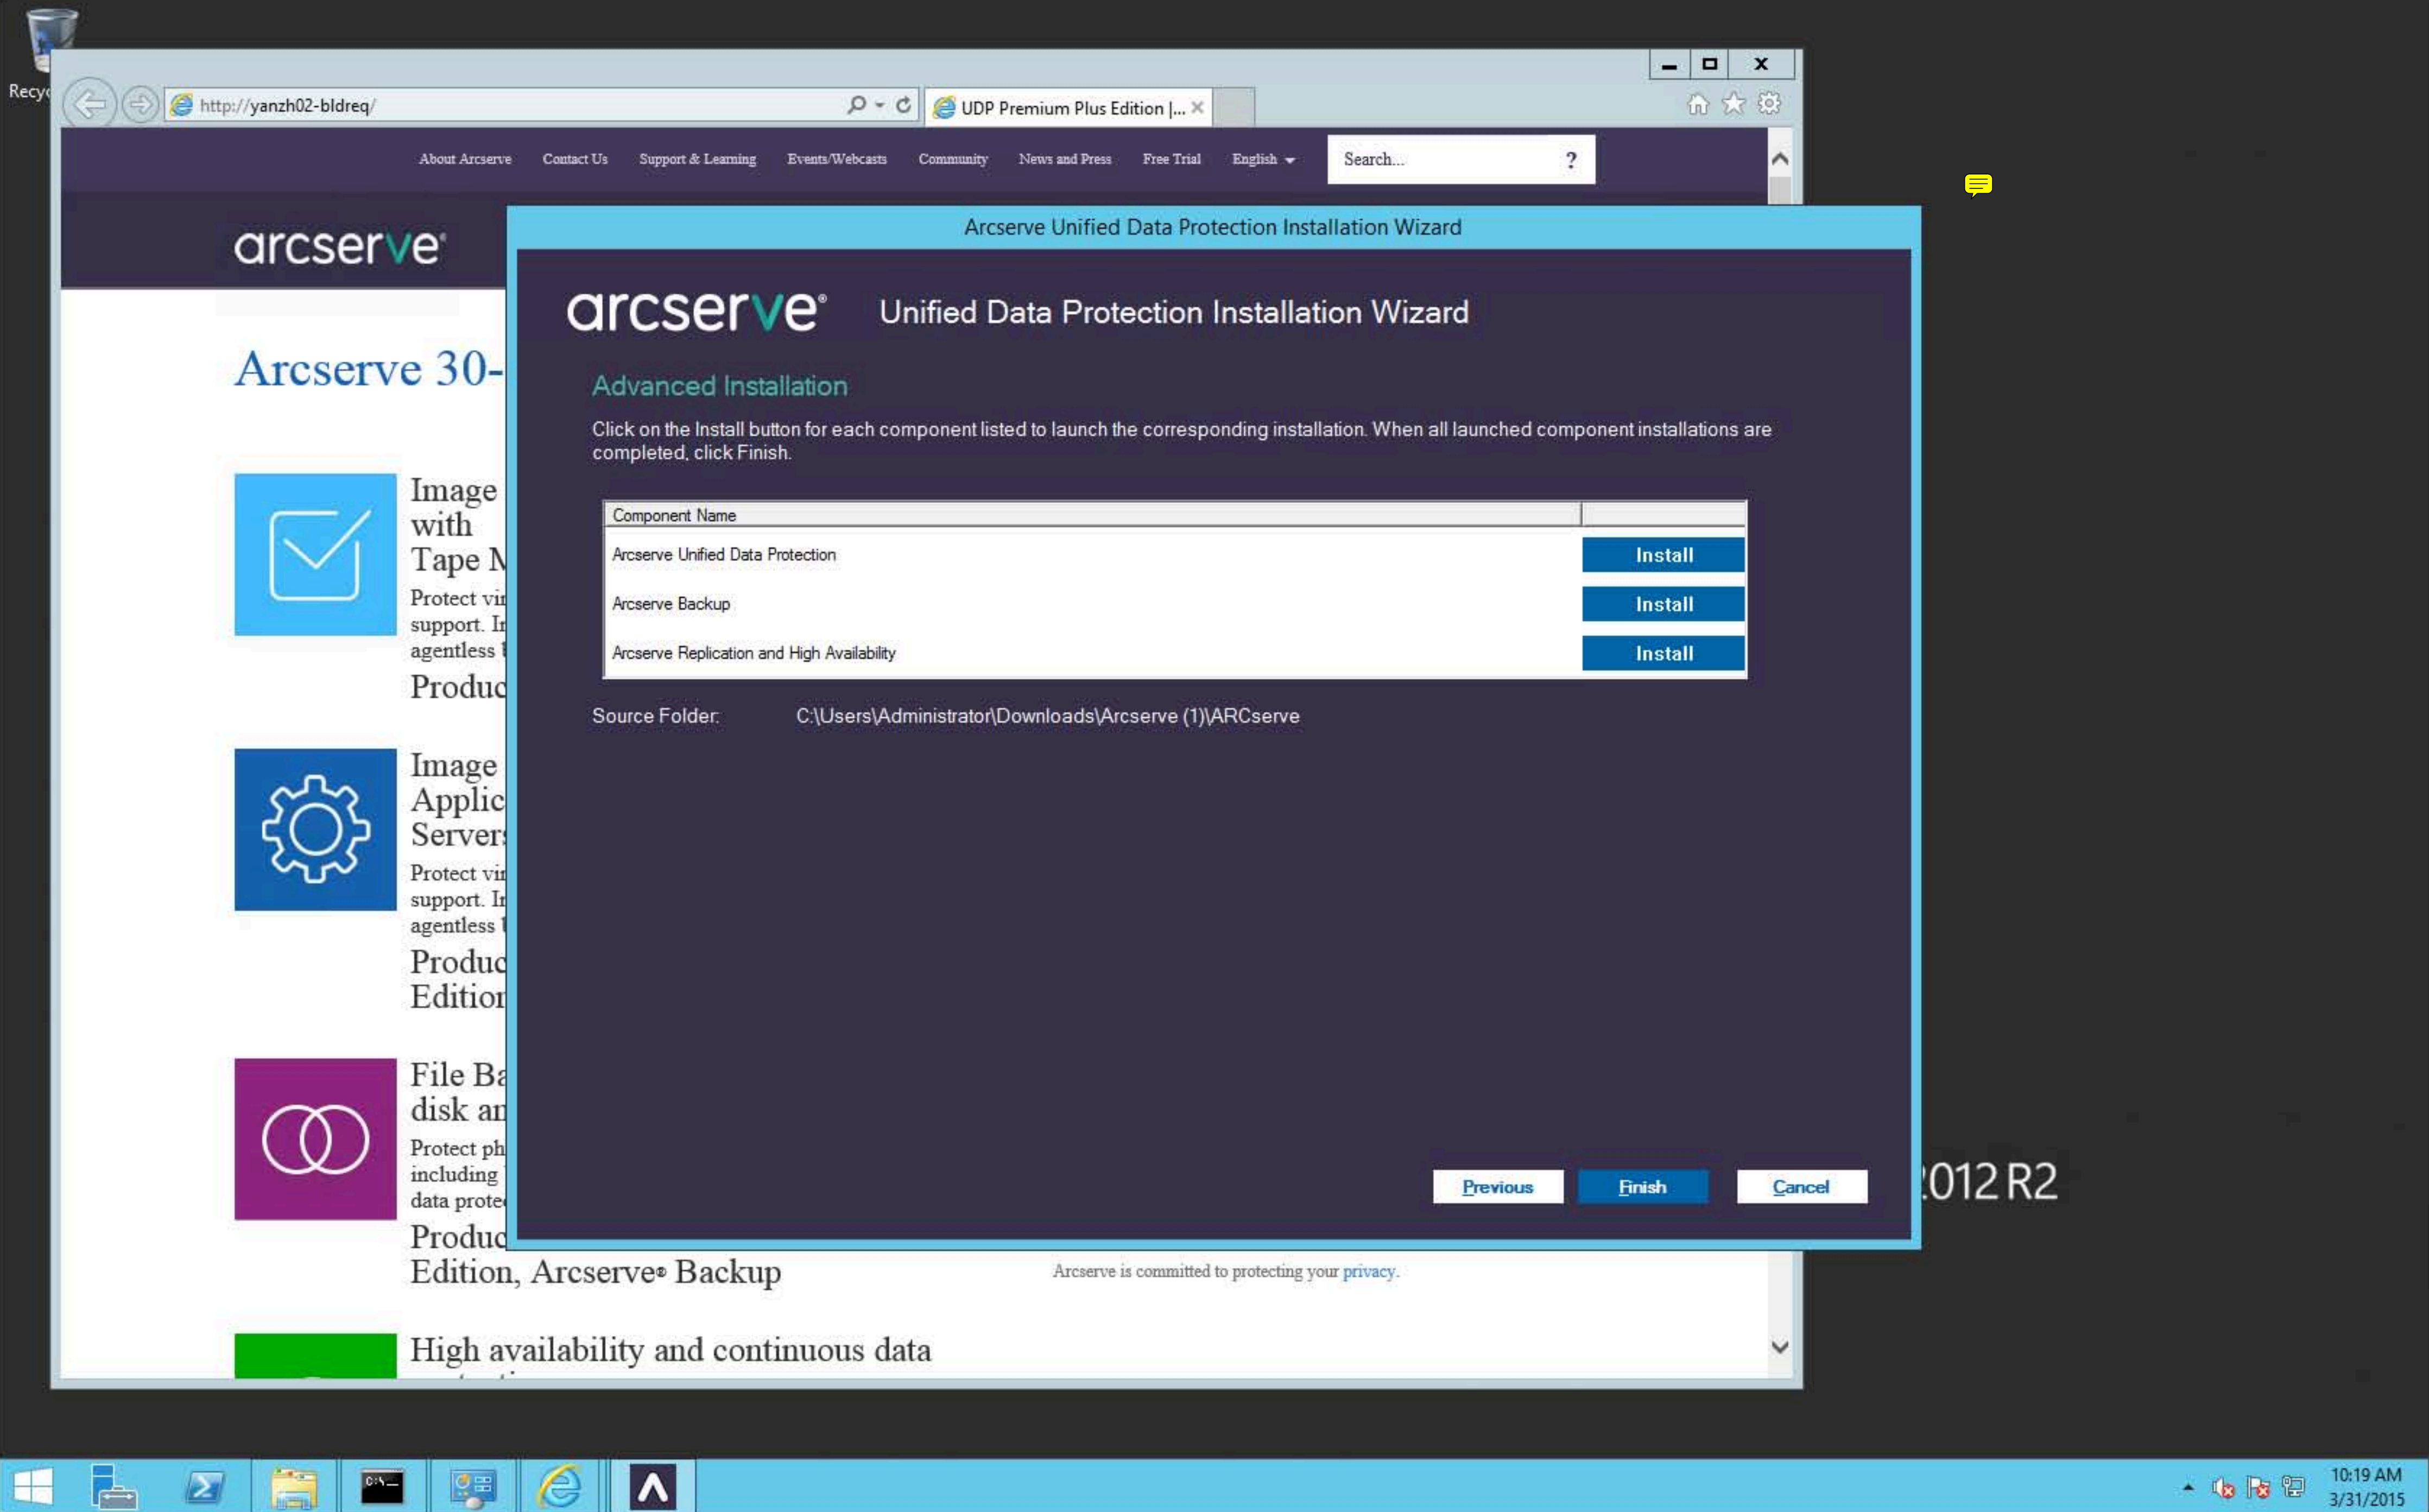 Recyc
http://yanzh02-bldreq/
UDP Premium Plus Edition |...
About Arcserve Contact Us Support & Learning Events/Webcasts Community News and Press Free Trial English Search... ?
arcserve
Arcserve 30-
Image
with
Tape M
Protect vir
support. In
agentless
Produc
Image
Applic
Servers
Protect vir
support. In
agentless
Produc
Edition
File Ba
disk an
Protect ph
including
data prote
Produc
Edition, Arcserve® Backup
Arcserve is committed to protecting your privacy.
High availability and continuous data
Arcserve Unified Data Protection Installation Wizard
arcserve® Unified Data Protection Installation Wizard
Advanced Installation
Click on the Install button for each component listed to launch the corresponding installation. When all launched component installations are
completed, click Finish.
Component Name
Arcserve Unified Data Protection Install
Arcserve Backup Install
Arcserve Replication and High Availability Install
Source Folder: C:\Users\Administrator\Downloads\Arcserve (1)\ARCserve
Previous Finish Cancel
2012 R2
C:\_
10:19 AM
3/31/2015